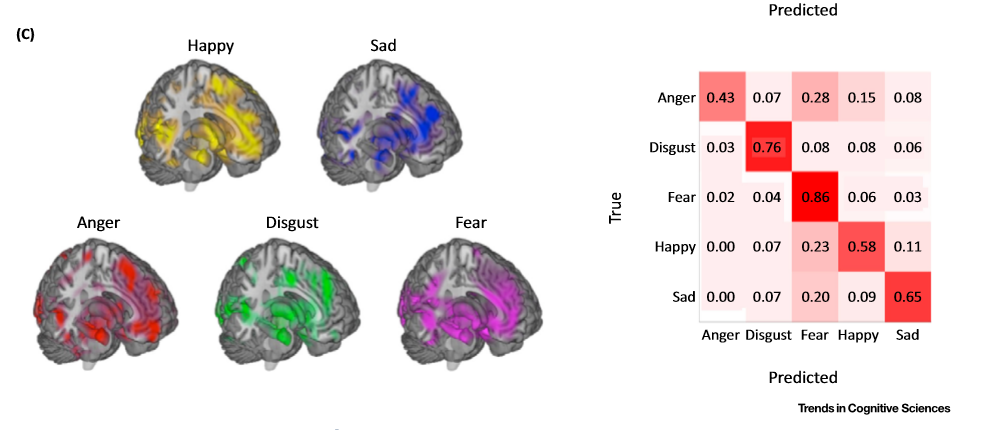 Predicted
(C)
Happy
Sad
Anger
Disgust
Fear
True
Anger 0.43 0.07 0.28 0.15 0.08
Disgust 0.03 0.76 0.08 0.08 0.06
Fear 0.02 0.04 0.86 0.06 0.03
Happy 0.00 0.07 0.23 0.58 0.11
Sad 0.00 0.07 0.20 0.09 0.65
Anger Disgust Fear Happy Sad
Predicted
Trends in Cognitive Sciences